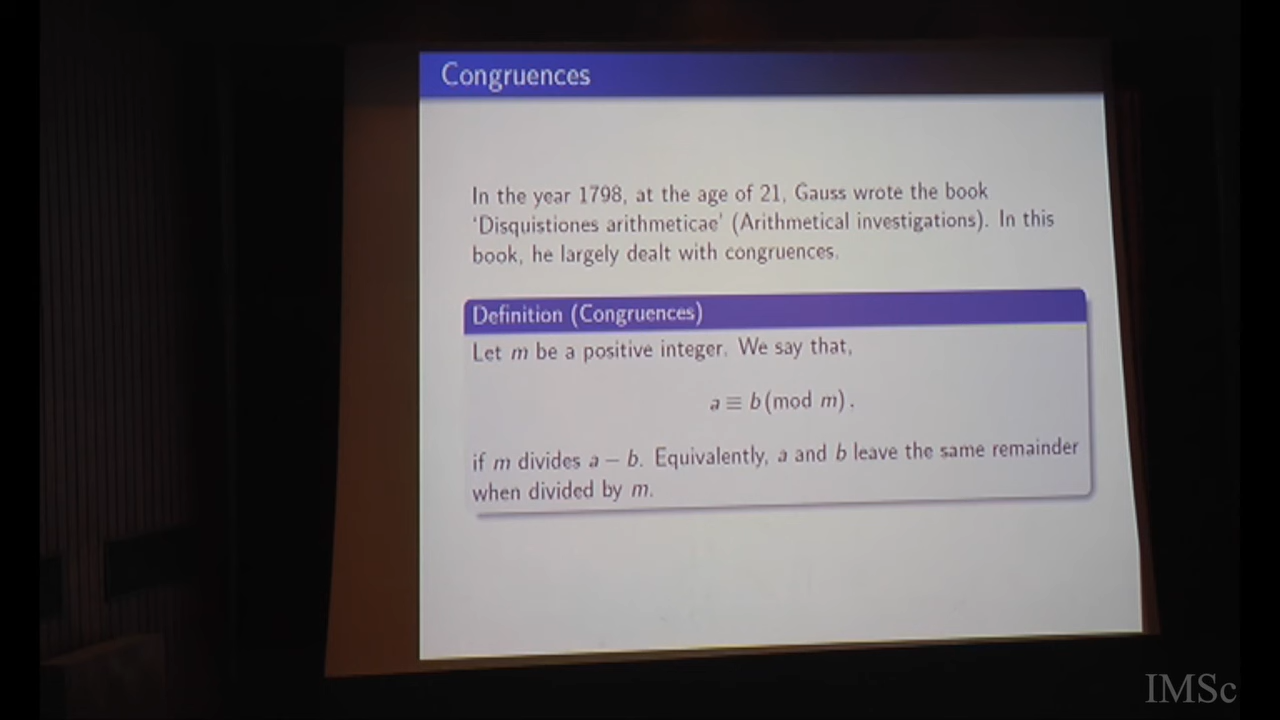 Congruences
In the year 1798, at the age of 21, Gauss wrote the book
'Disquistiones arithmeticae' (Arithmetical investigations). In this
book, he largely dealt with congruences.
Definition (Congruences)
Let m be a positive integer. We say that,
a ≡ b (mod m) .
if m divides a − b. Equivalently, a and b leave the same remainder
when divided by m.
IMSc